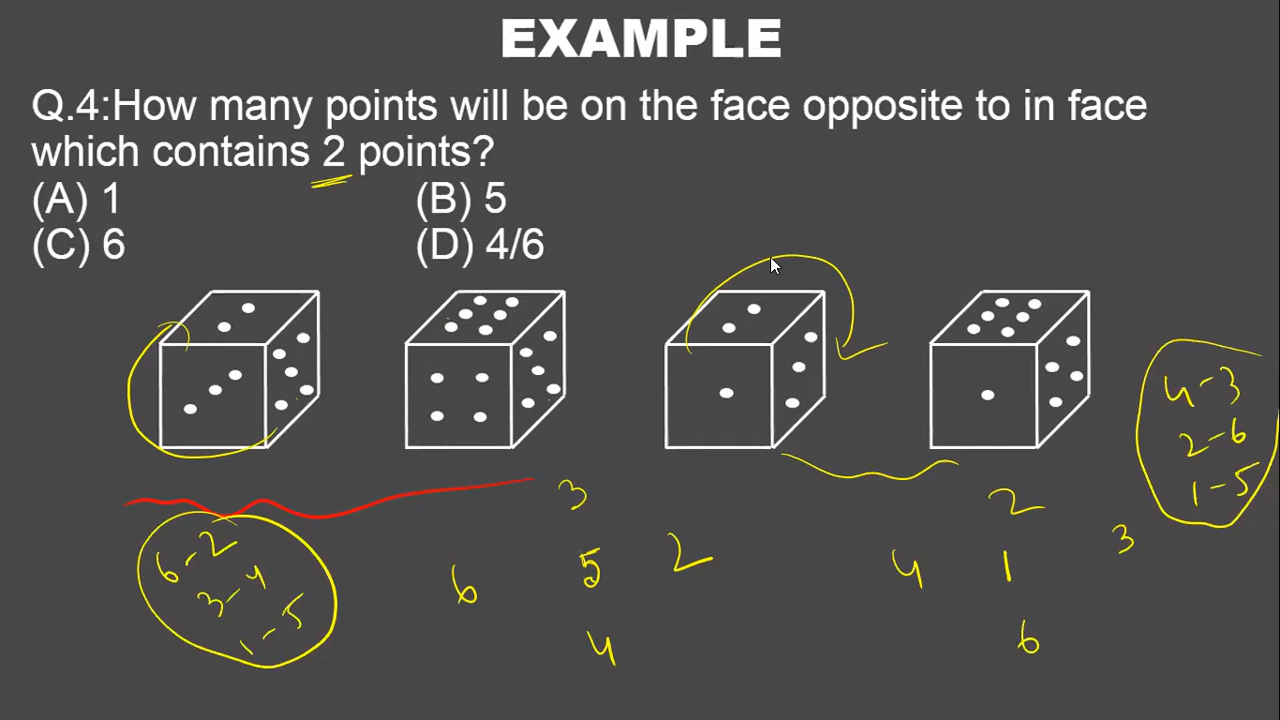 EXAMPLE
Q.4:How many points will be on the face opposite to in face
which contains 2 points?
(A) 1 (B) 5
(C) 6 (D) 4/6
4-3
2-6
1-5
3 2
6-2
3-4
1-5
6 5 2 4 1 3
4 6